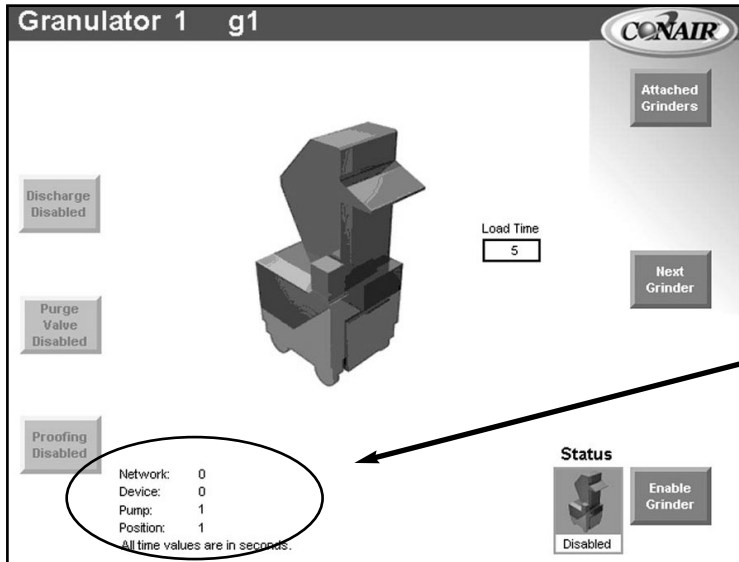 Granulator 1 g1
CONAIR
Attached
Grinders
Discharge
Disabled
Load Time
5
Next
Grinder
Purge
Valve
Disabled
Proofing
Disabled
Network: 0
Device: 0
Pump: 1
Position: 1
All time values are in seconds.
Status
Disabled
Enable
Grinder